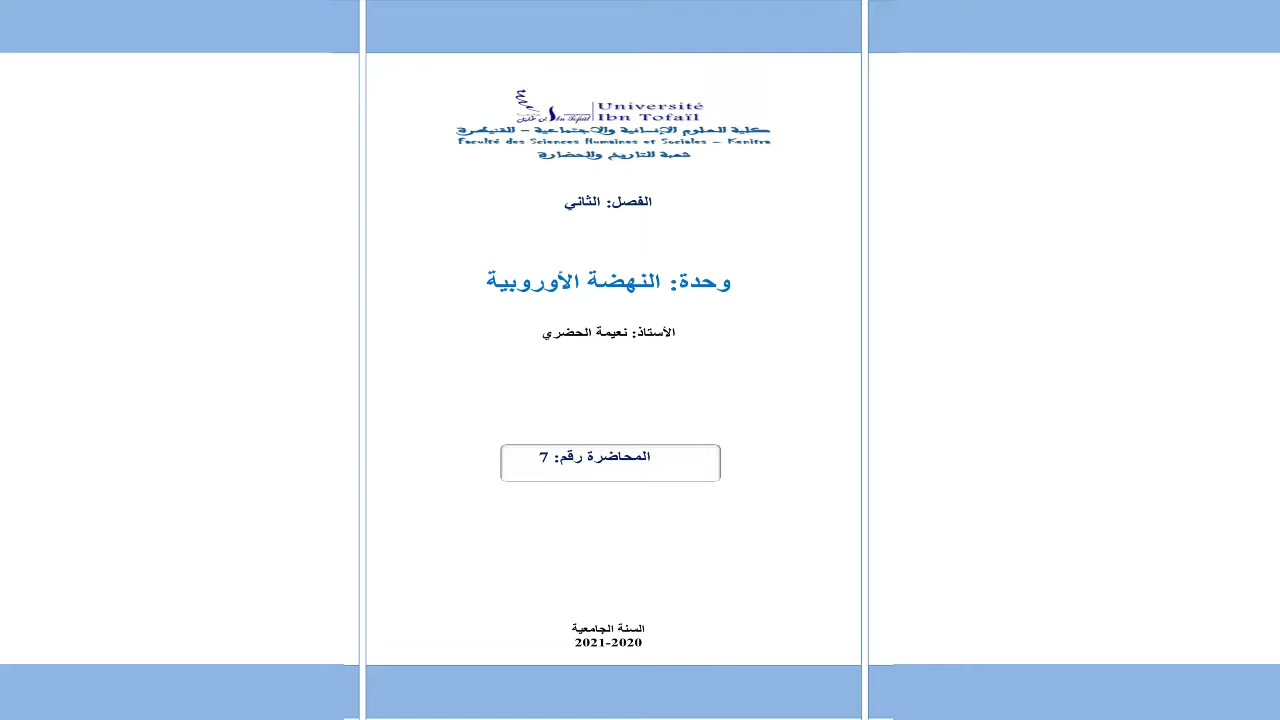 Université
Ibn Tofaïl
كلية العلوم الإنسانية والاجتماعية – القنيطرة
Faculté des Sciences Humaines et Sociales – Kenitra
شعبة التاريخ والحضارة
الفصل: الثاني
وحدة: النهضة الأوروبية
الأستاذ: نعيمة الحضري
المحاضرة رقم: 7
السنة الجامعية
2021-2020